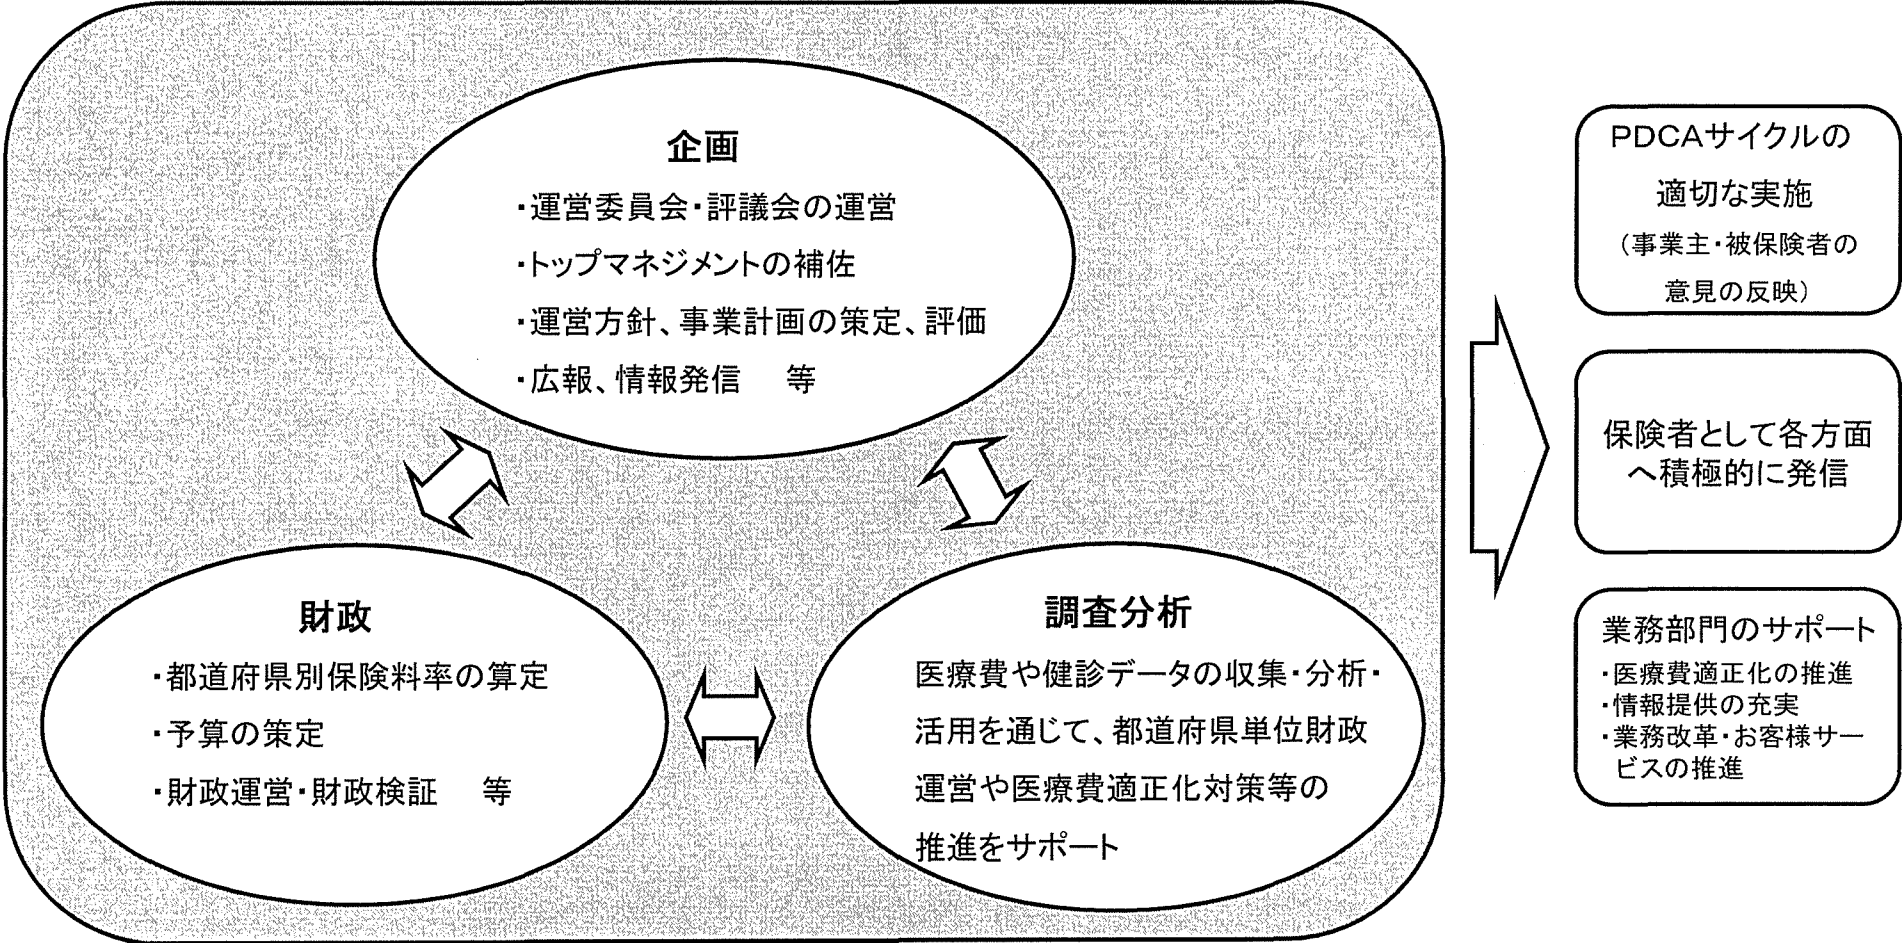 企画
・運営委員会・評議会の運営
・トップマネジメントの補佐
・運営方針、事業計画の策定、評価
・広報、情報発信　等
財政
・都道府県別保険料率の算定
・予算の策定
・財政運営・財政検証　等
調査分析
医療費や健診データの収集・分析・
活用を通じて、都道府県単位財政
運営や医療費適正化対策等の
推進をサポート
PDCAサイクルの
適切な実施
（事業主・被保険者の
意見の反映）
保険者として各方面
へ積極的に発信
業務部門のサポート
・医療費適正化の推進
・情報提供の充実
・業務改革・お客様サー
ビスの推進